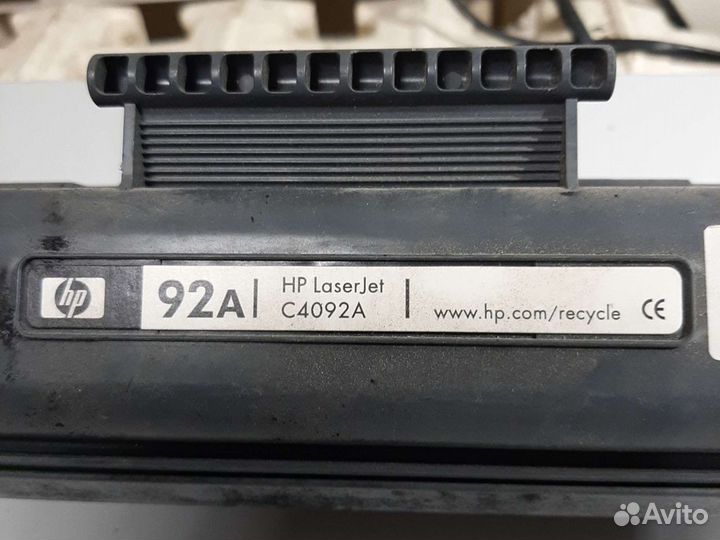 hp
92A
HP LaserJet
C4092A
www.hp.com/recycle
CE
Avito